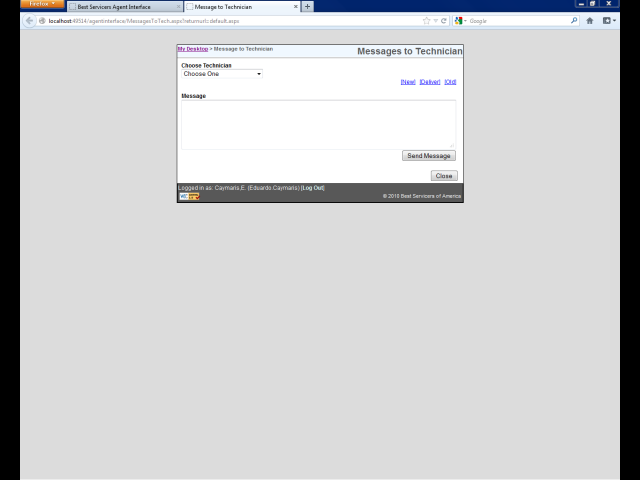 Firefox
Best Servicers Agent Interface
Message to Technician
localhost:49314/agentinterface/MessagesToTech.aspx?returnurl=default.aspx
Google
My Desktop > Message to Technician
Messages to Technician
Choose Technician
Choose One
[New] [Deliver] [Old]
Message
Send Message
Close
Logged in as: Caymaris,E. (Eduardo.Caymaris) [Log Out]
© 2010 Best Servicers of America